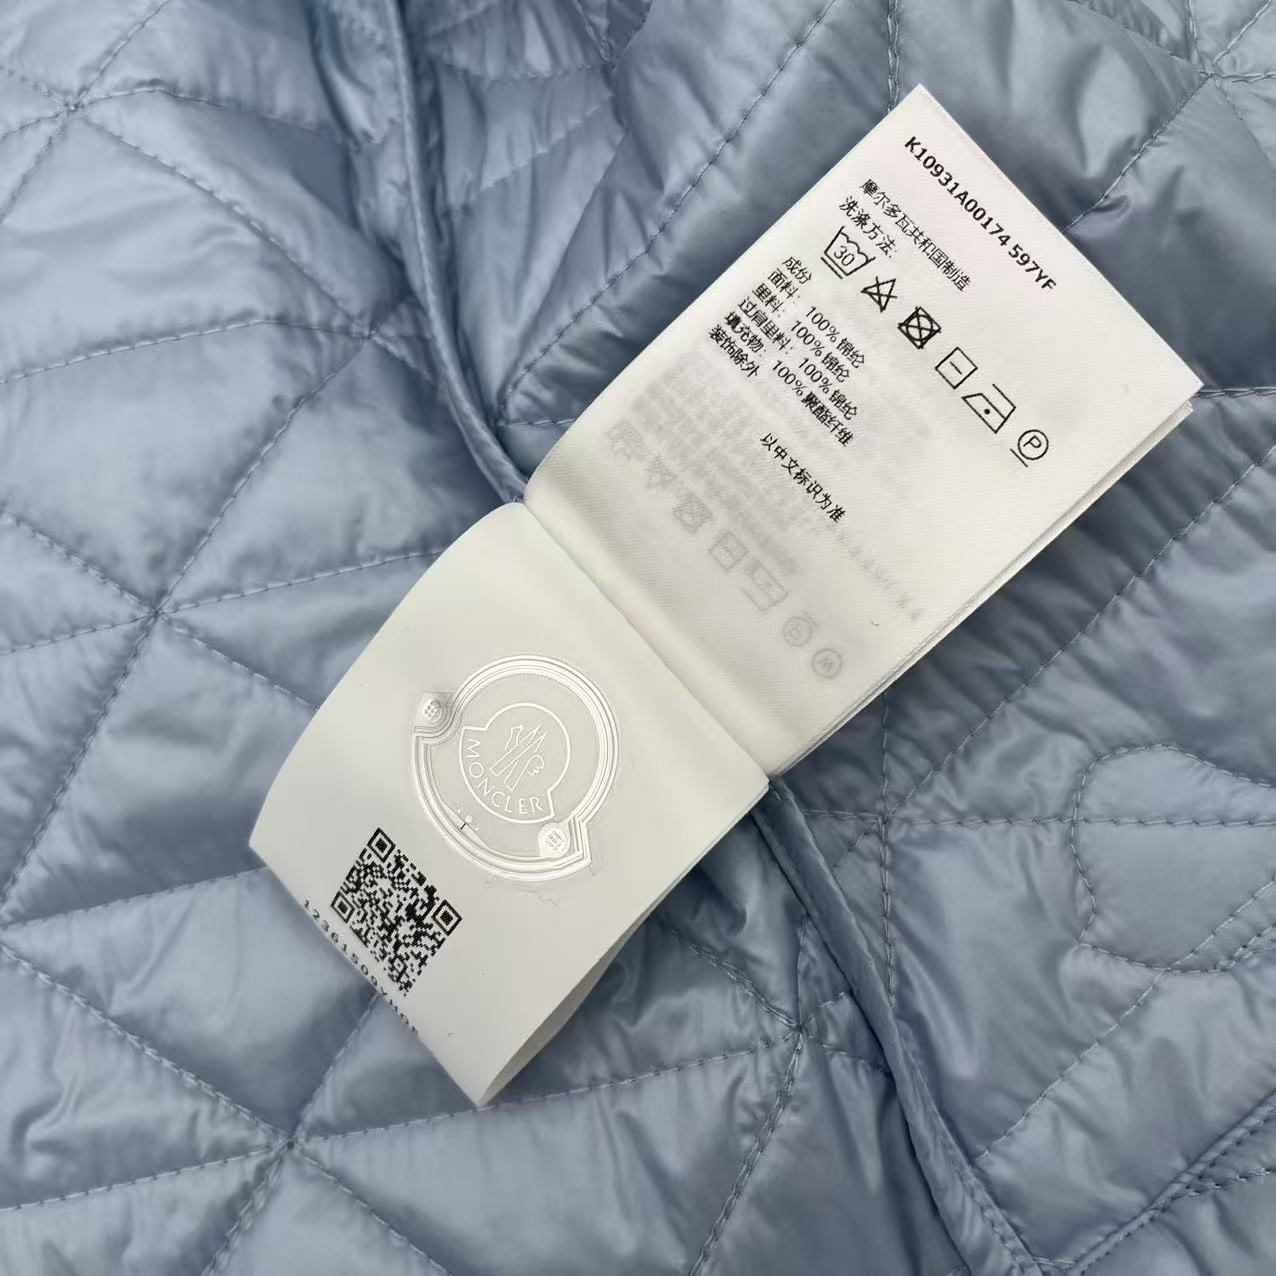 K10931A00174 597YF
摩尔多瓦共和国制造
洗涤方法:
30
P
成份
面料: 100% 锦纶
里料: 100% 锦纶
过肩里料: 100% 锦纶
填充物: 100% 聚酯纤维
装饰除外
以中文标识为准
W
MONCLER